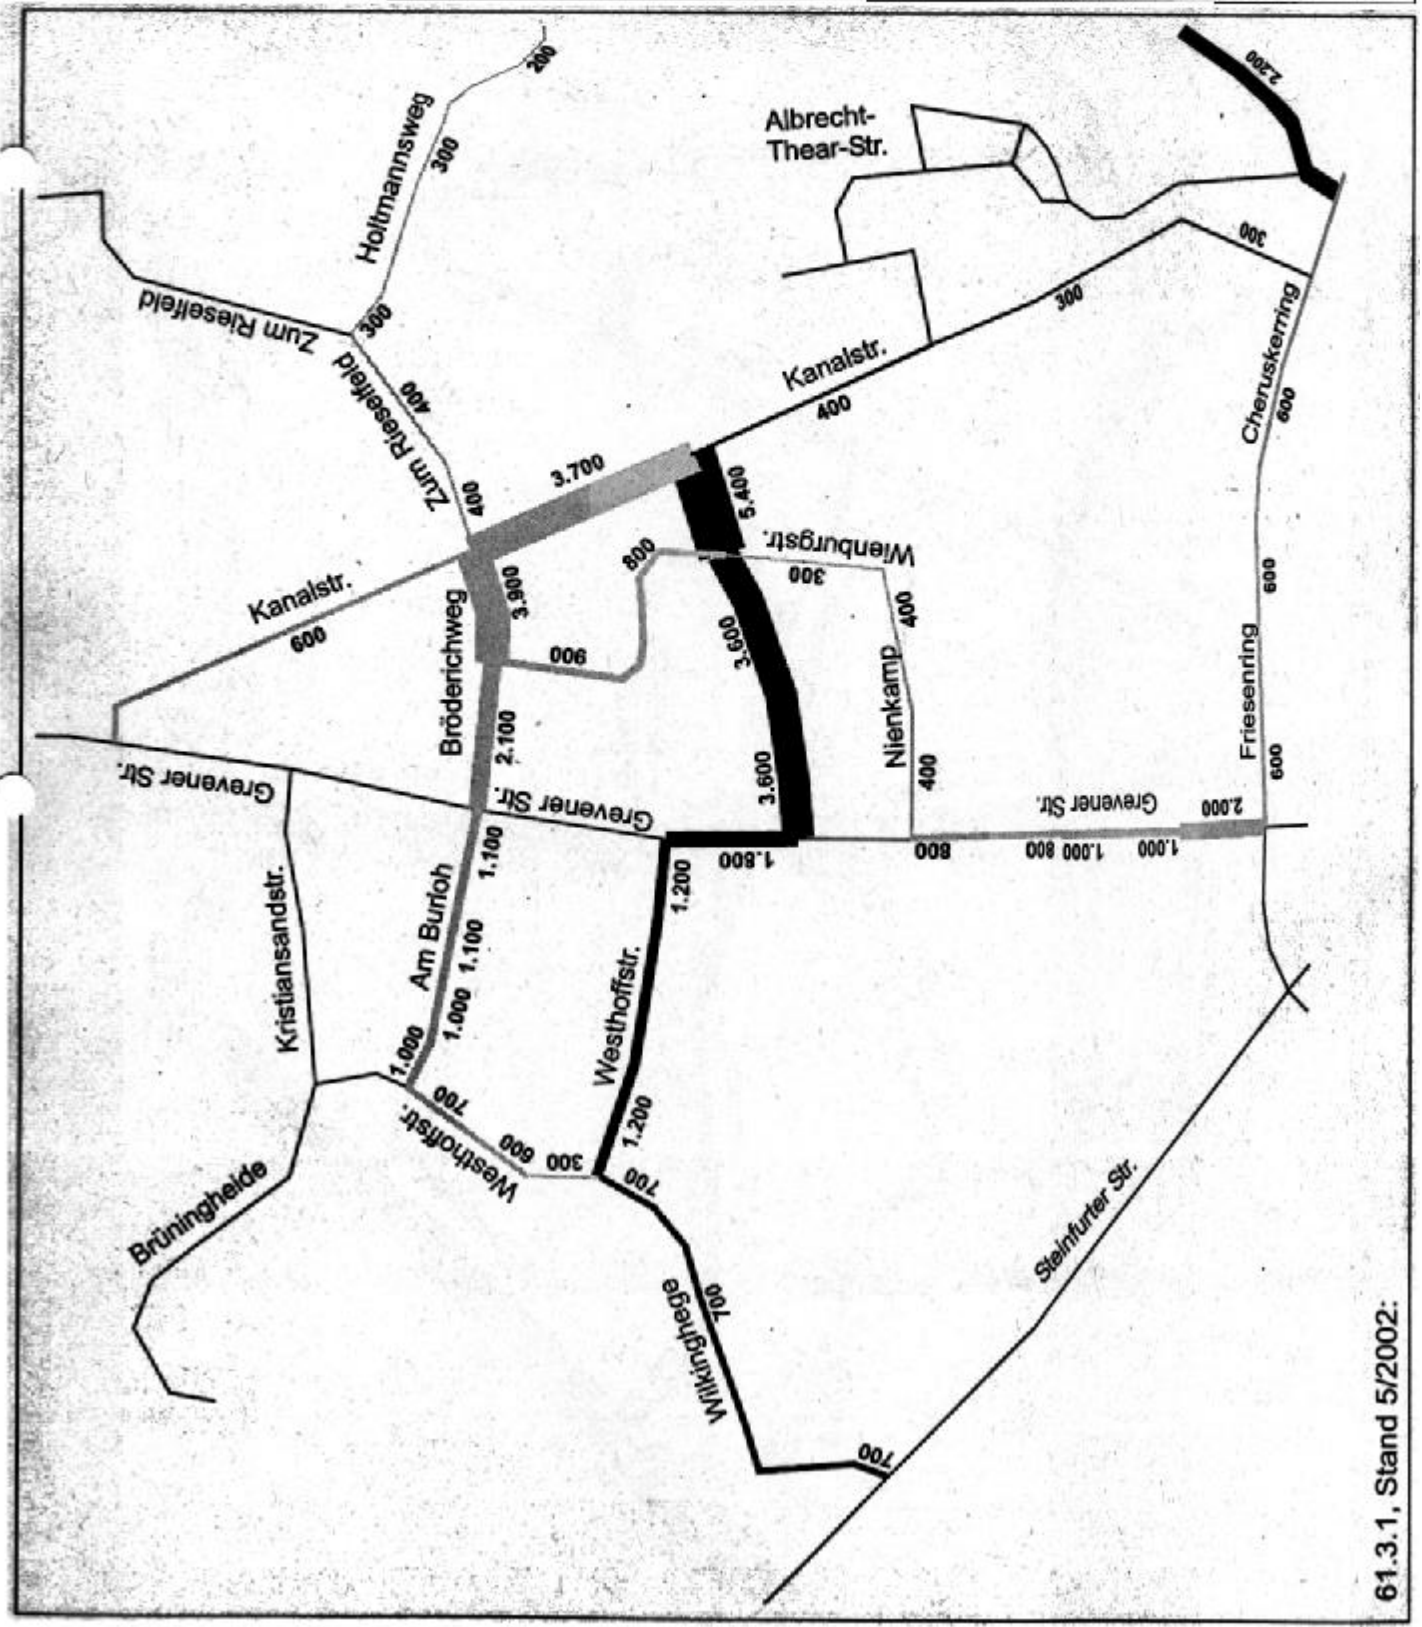 200
Holtmansweg
300
Albrecht-
Thear-Str.
2.200
Zum Rieselfeld
300
300
Zum Rieselfeld
400
300
Cheruskerring
Kanalstr.
400
600
400
3.700
5.400
Kanalstr.
600
Bröderichweg
3.900
800
Wienburgstr.
300
900
3.600
400
600
Nienkamp
Friesenring
2.100
3.600
400
600
Grevener Str.
Grevener Str.
Grevener Str.
2.000
1.100
1.200
1.800
800
800
1.000
1.000
Am Burloh
1.100
Kristiansandstr.
Westhoffstr.
1.000
1.000
700
Westhoffstr.
600
300
1.200
700
Brüningheide
Wilkinghege
700
Steinfurter Str.
700
61.3.1, Stand 5/2002: